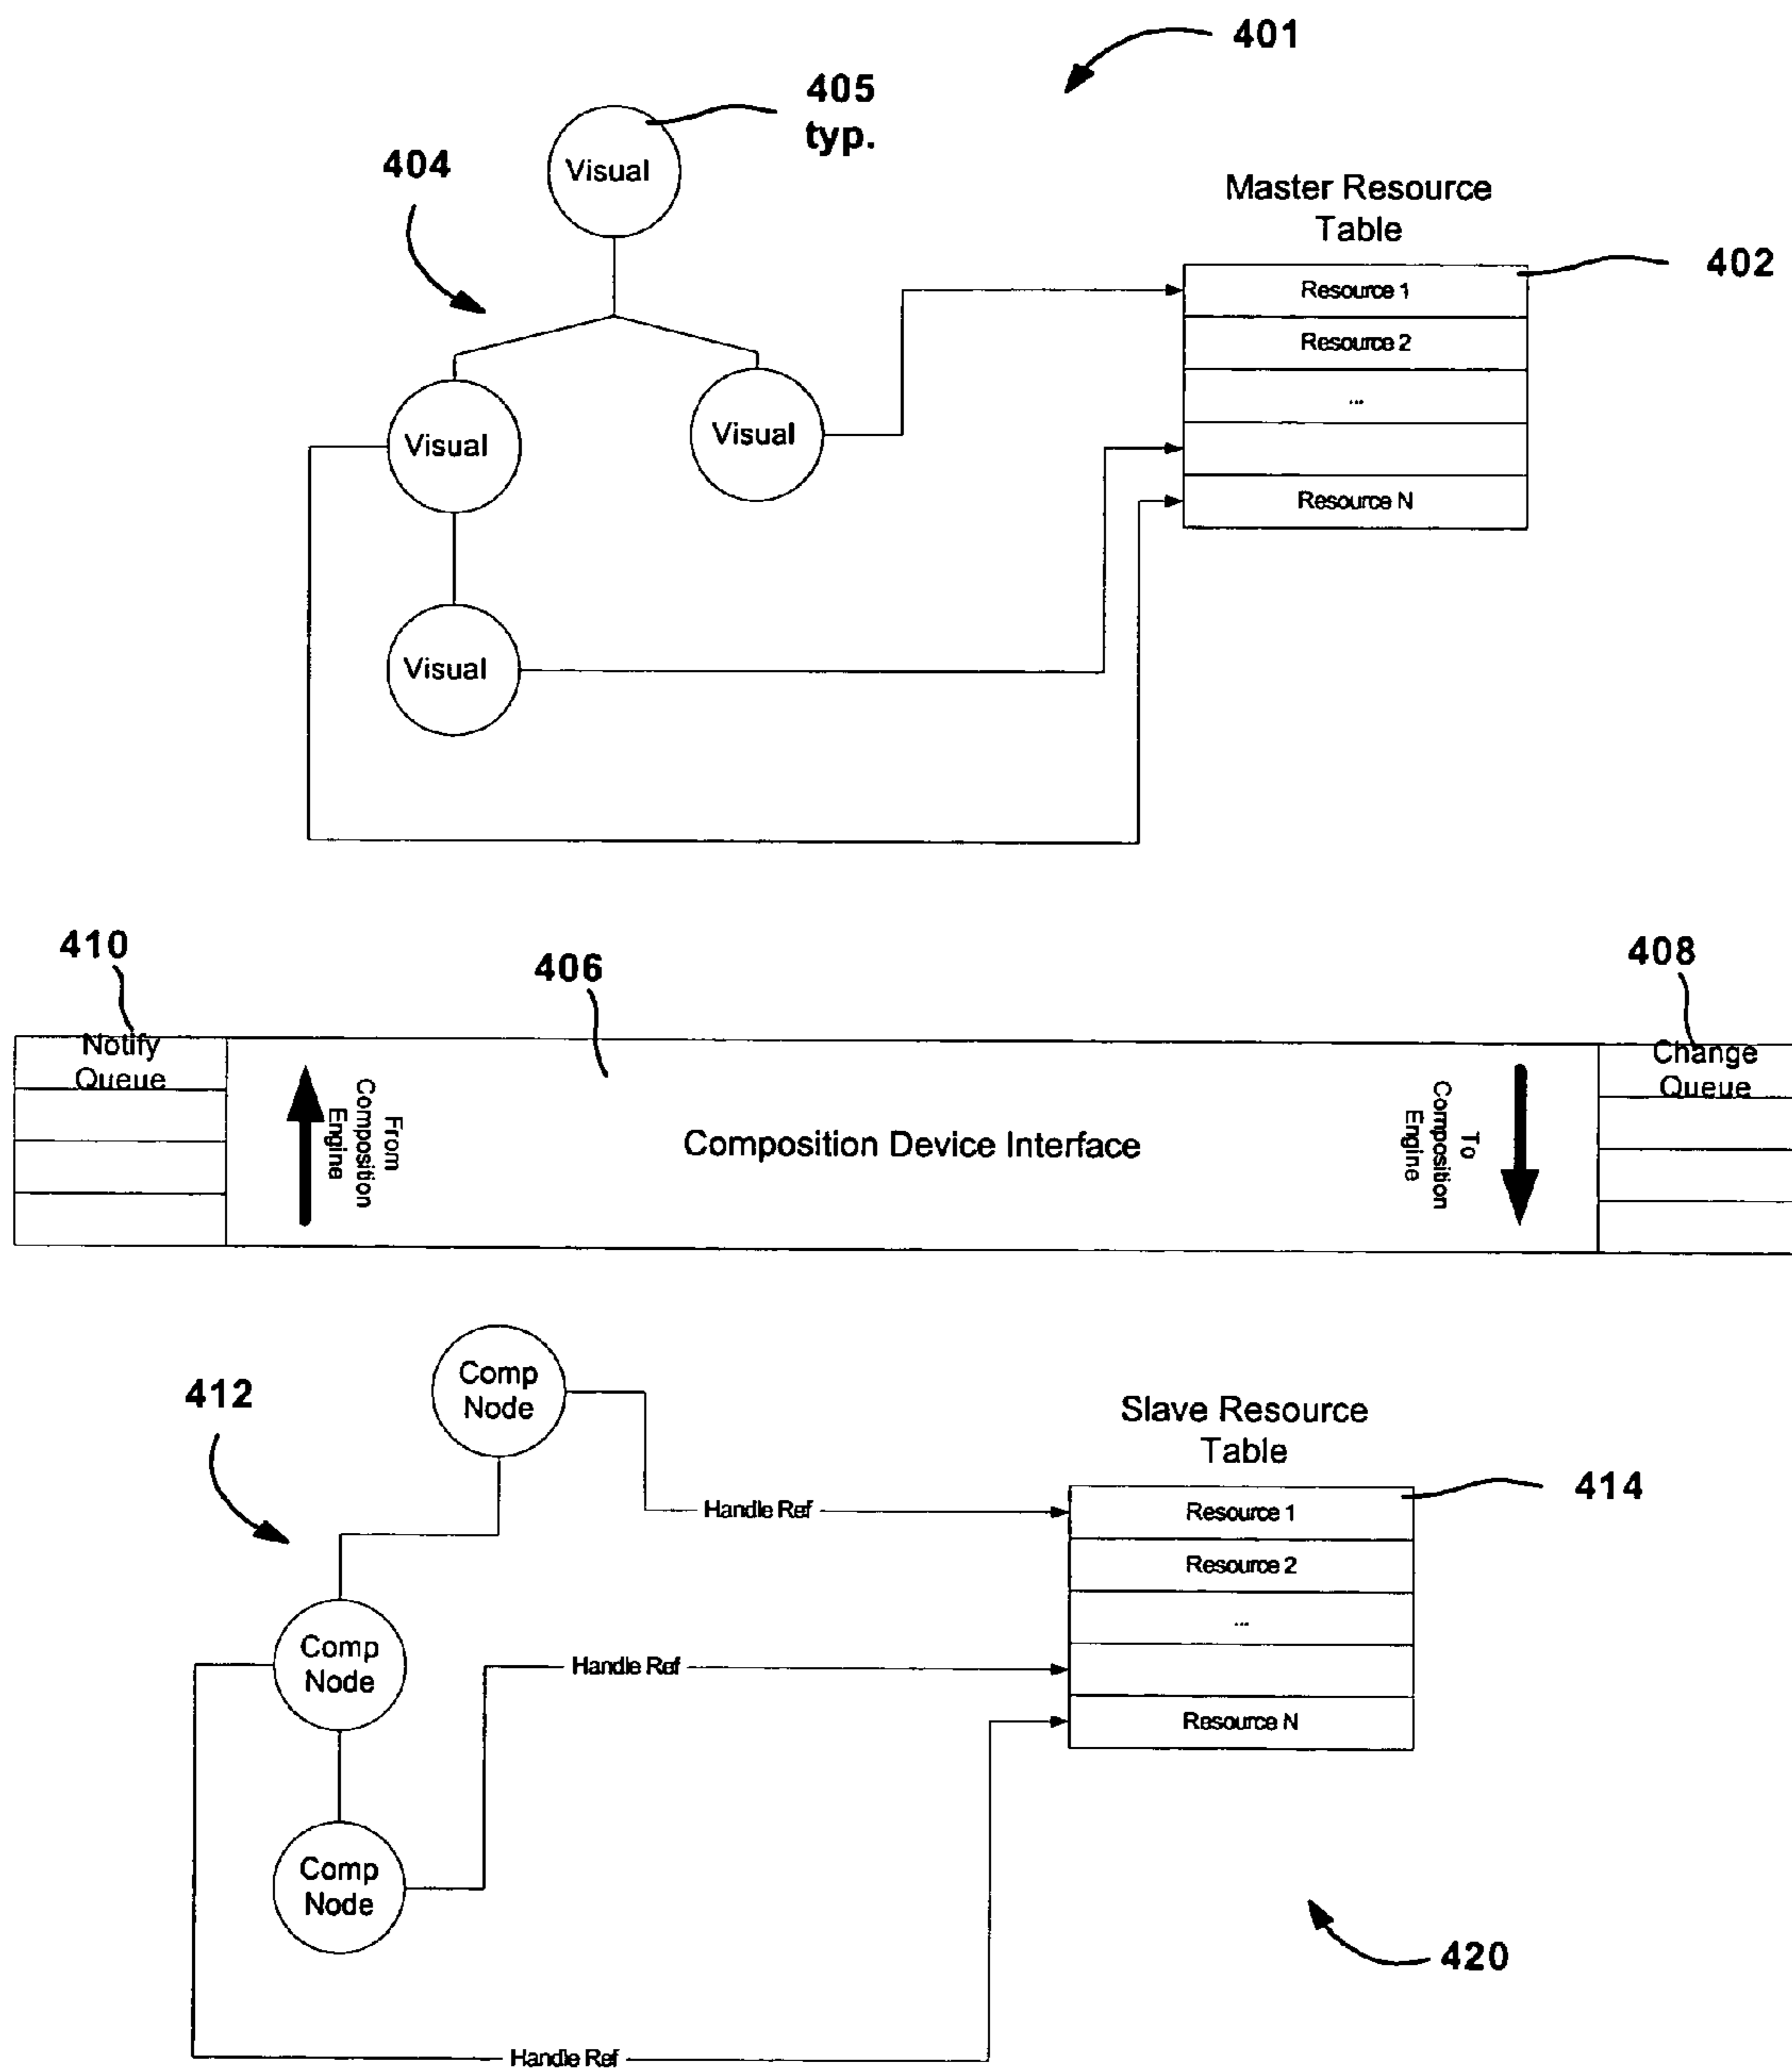 401
405
typ.
Visual
404
Master Resource
Table
402
Resource 1
Resource 2
...
Resource N
Visual
Visual
Visual
410
406
408
Notify
Queue
From
Composition
Engine
Composition Device Interface
To
Composition
Engine
Change
Queue
412
Comp
Node
Slave Resource
Table
414
Handle Ref
Resource 1
Resource 2
...
Resource N
Comp
Node
Handle Ref
Comp
Node
420
Handle Ref